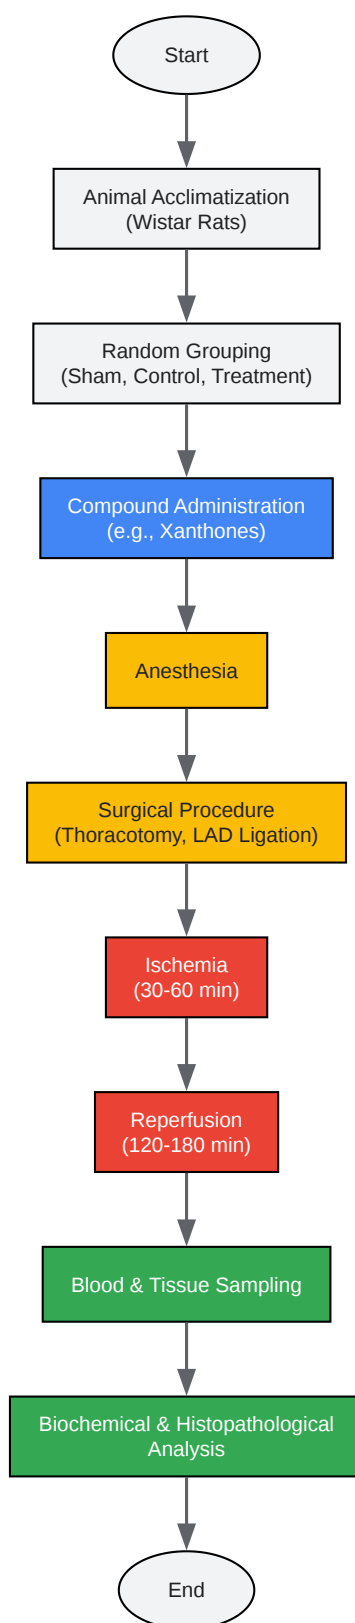 Start
Animal Acclimatization
(Wistar Rats)
Random Grouping
(Sham, Control, Treatment)
Compound Administration
(e.g., Xanthones)
Anesthesia
Surgical Procedure
(Thoracotomy, LAD Ligation)
Ischemia
(30-60 min)
Reperfusion
(120-180 min)
Blood & Tissue Sampling
Biochemical & Histopathological
Analysis
End